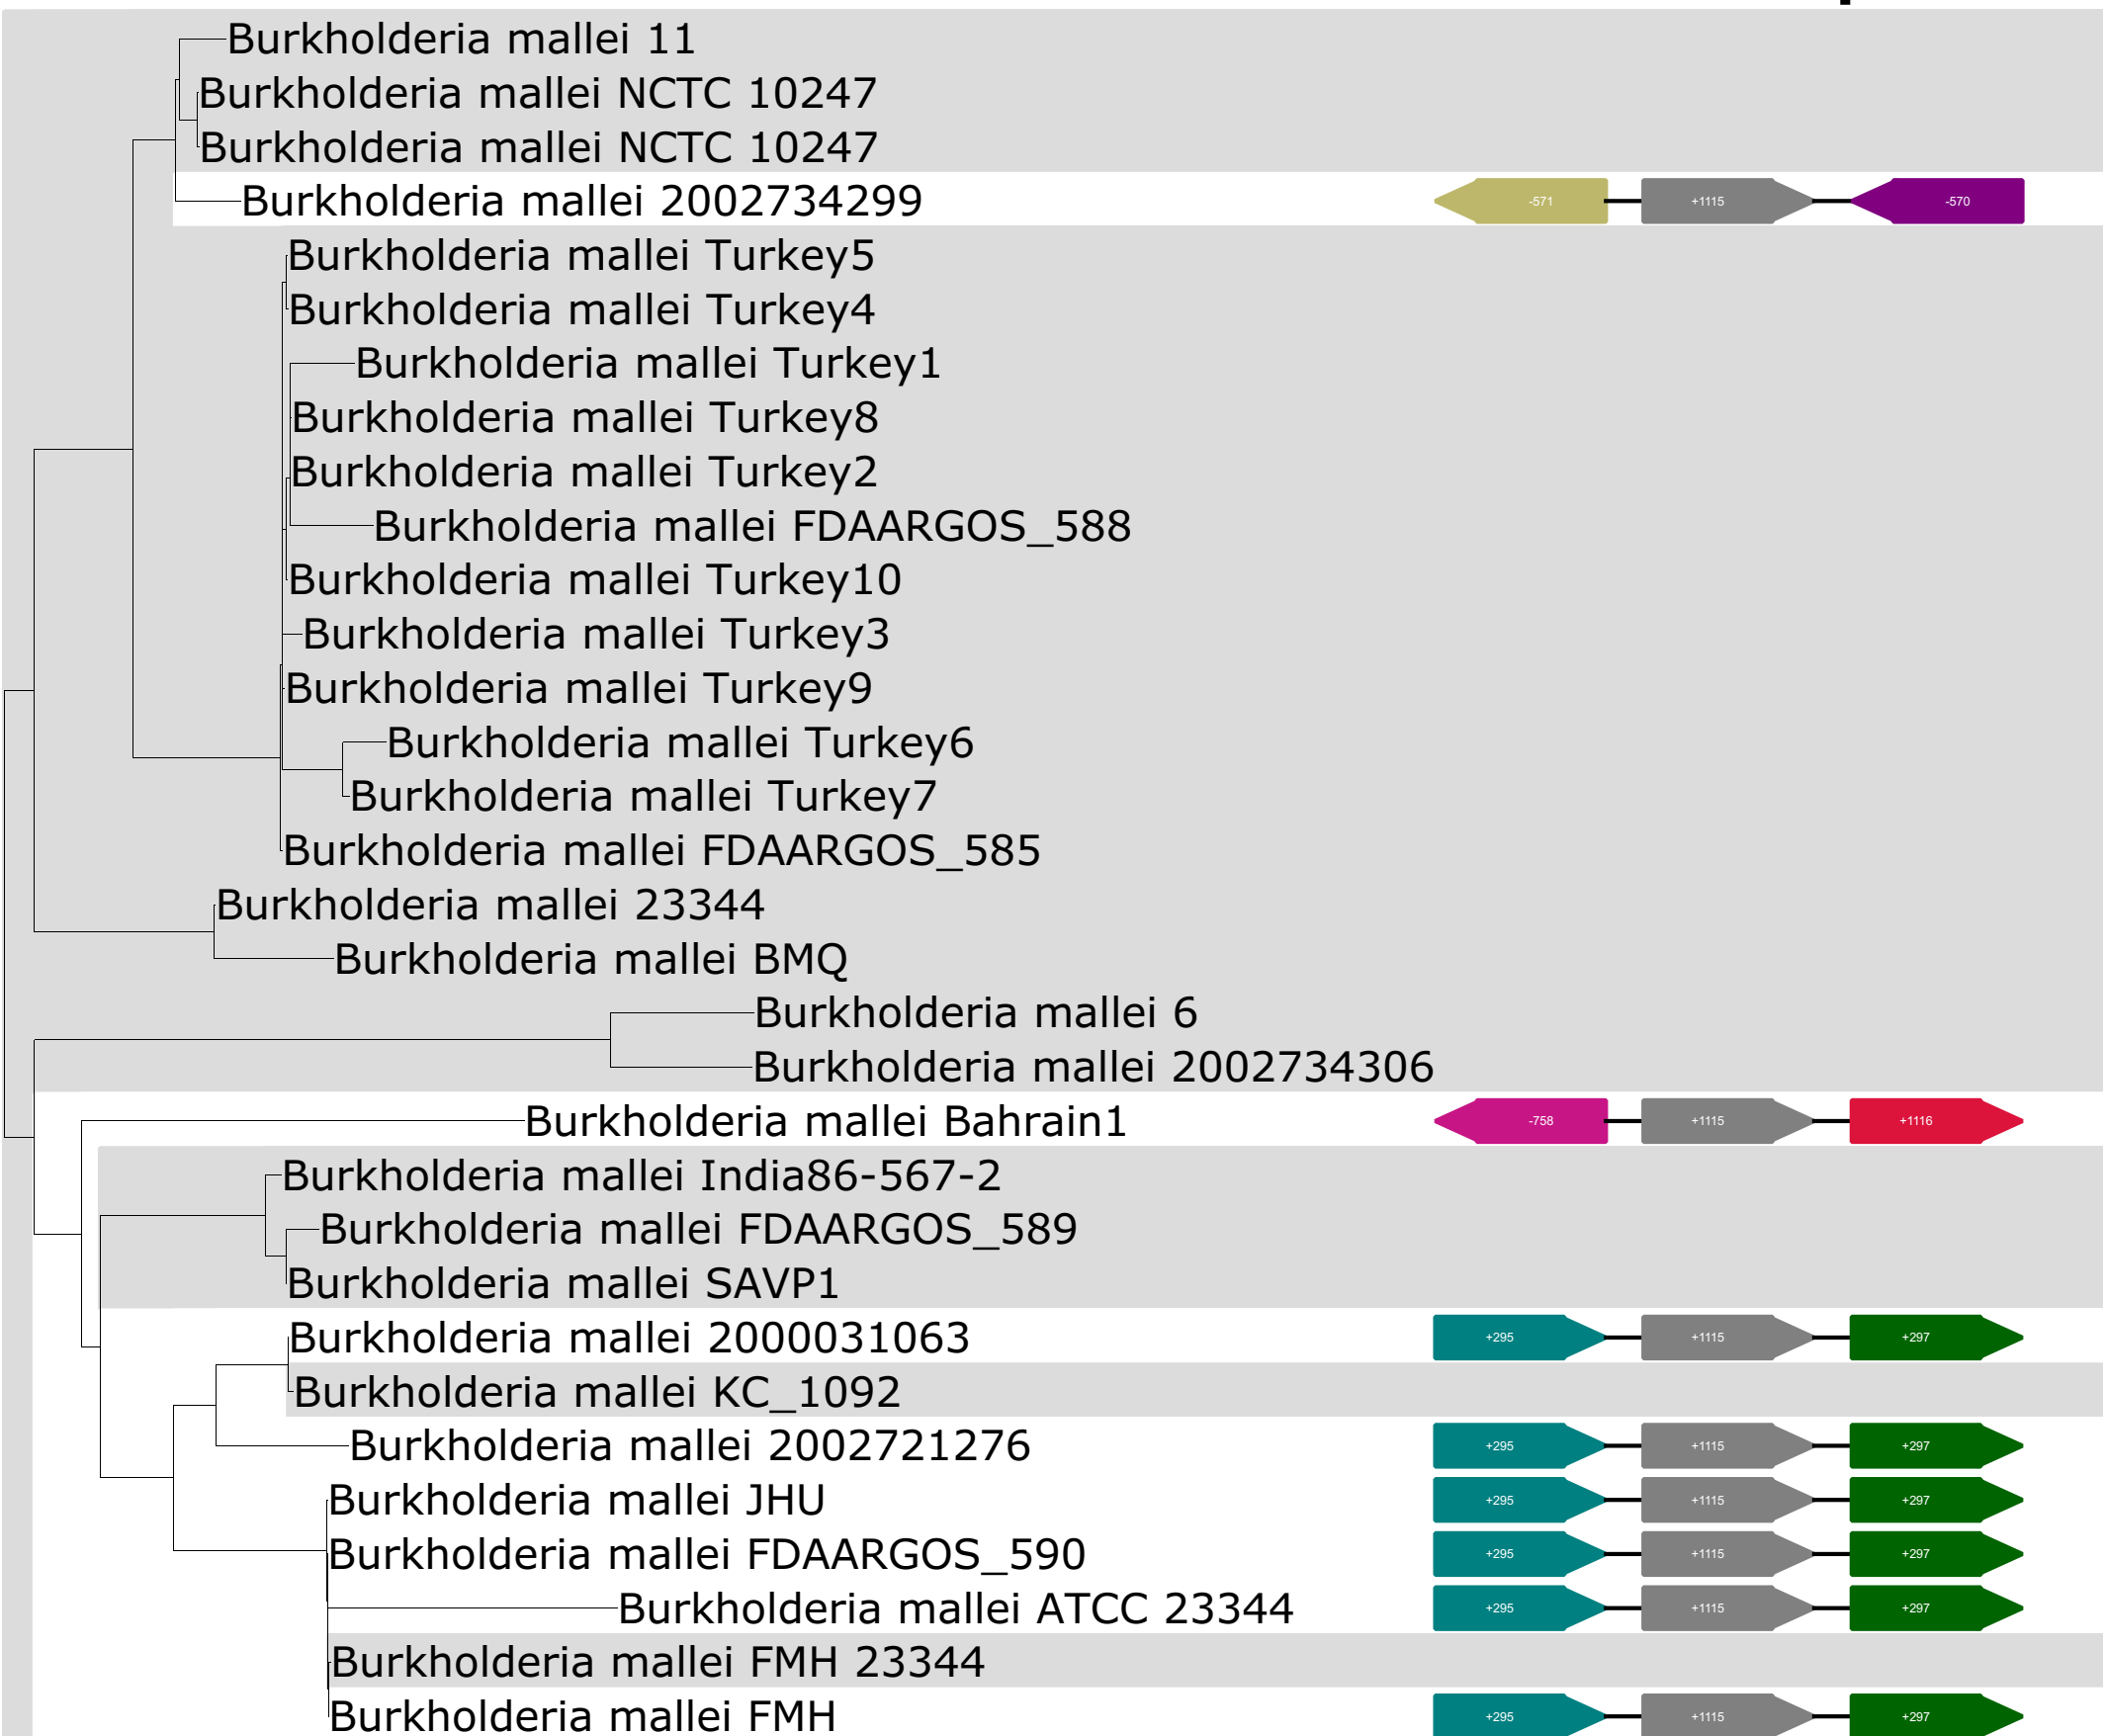 Burkholderia mallei 11
Burkholderia mallei NCTC 10247
Burkholderia mallei NCTC 10247
Burkholderia mallei 2002734299 -571 +1115 -570
Burkholderia mallei Turkey5
Burkholderia mallei Turkey4
Burkholderia mallei Turkey1
Burkholderia mallei Turkey8
Burkholderia mallei Turkey2
Burkholderia mallei FDAARGOS_588
Burkholderia mallei Turkey10
Burkholderia mallei Turkey3
Burkholderia mallei Turkey9
Burkholderia mallei Turkey6
Burkholderia mallei Turkey7
Burkholderia mallei FDAARGOS_585
Burkholderia mallei 23344
Burkholderia mallei BMQ
Burkholderia mallei 6
Burkholderia mallei 2002734306
Burkholderia mallei Bahrain1 -758 +1115 +1116
Burkholderia mallei India86-567-2
Burkholderia mallei FDAARGOS_589
Burkholderia mallei SAVP1
Burkholderia mallei 2000031063 +295 +1115 +297
Burkholderia mallei KC_1092
Burkholderia mallei 2002721276 +295 +1115 +297
Burkholderia mallei JHU +295 +1115 +297
Burkholderia mallei FDAARGOS_590 +295 +1115 +297
Burkholderia mallei ATCC 23344 +295 +1115 +297
Burkholderia mallei FMH 23344
Burkholderia mallei FMH +295 +1115 +297